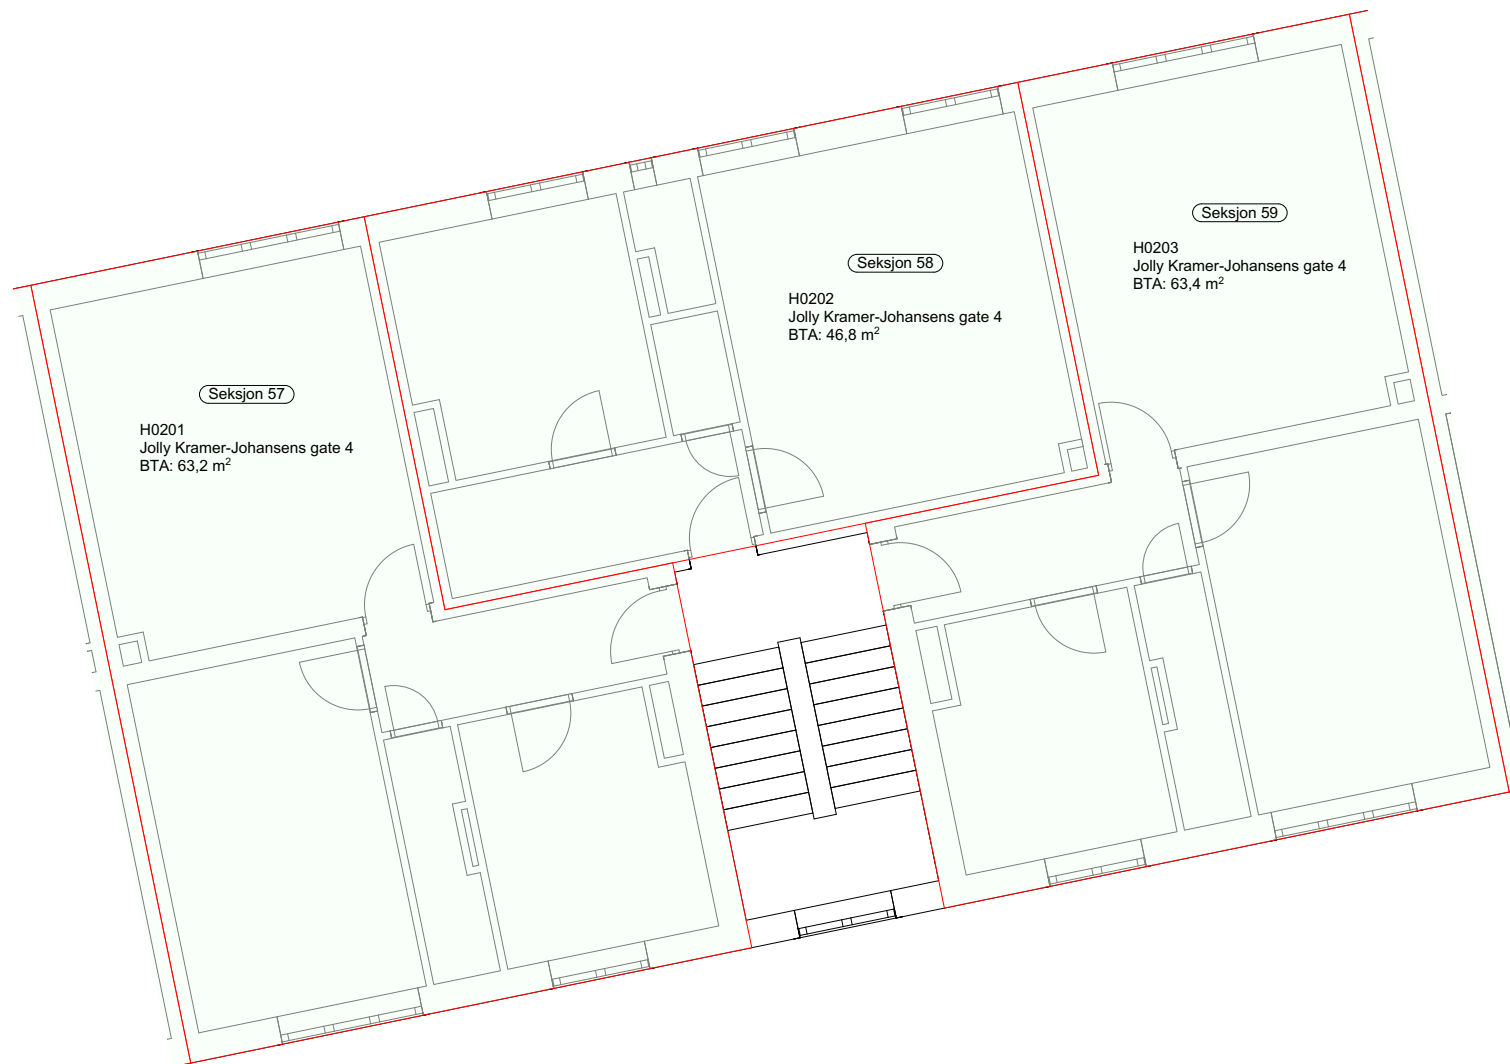 Seksjon 59
H0203
Jolly Kramer-Johansens gate 4
BTA: 63,4 m²
Seksjon 58
H0202
Jolly Kramer-Johansens gate 4
BTA: 46,8 m²
Seksjon 57
H0201
Jolly Kramer-Johansens gate 4
BTA: 63,2 m²